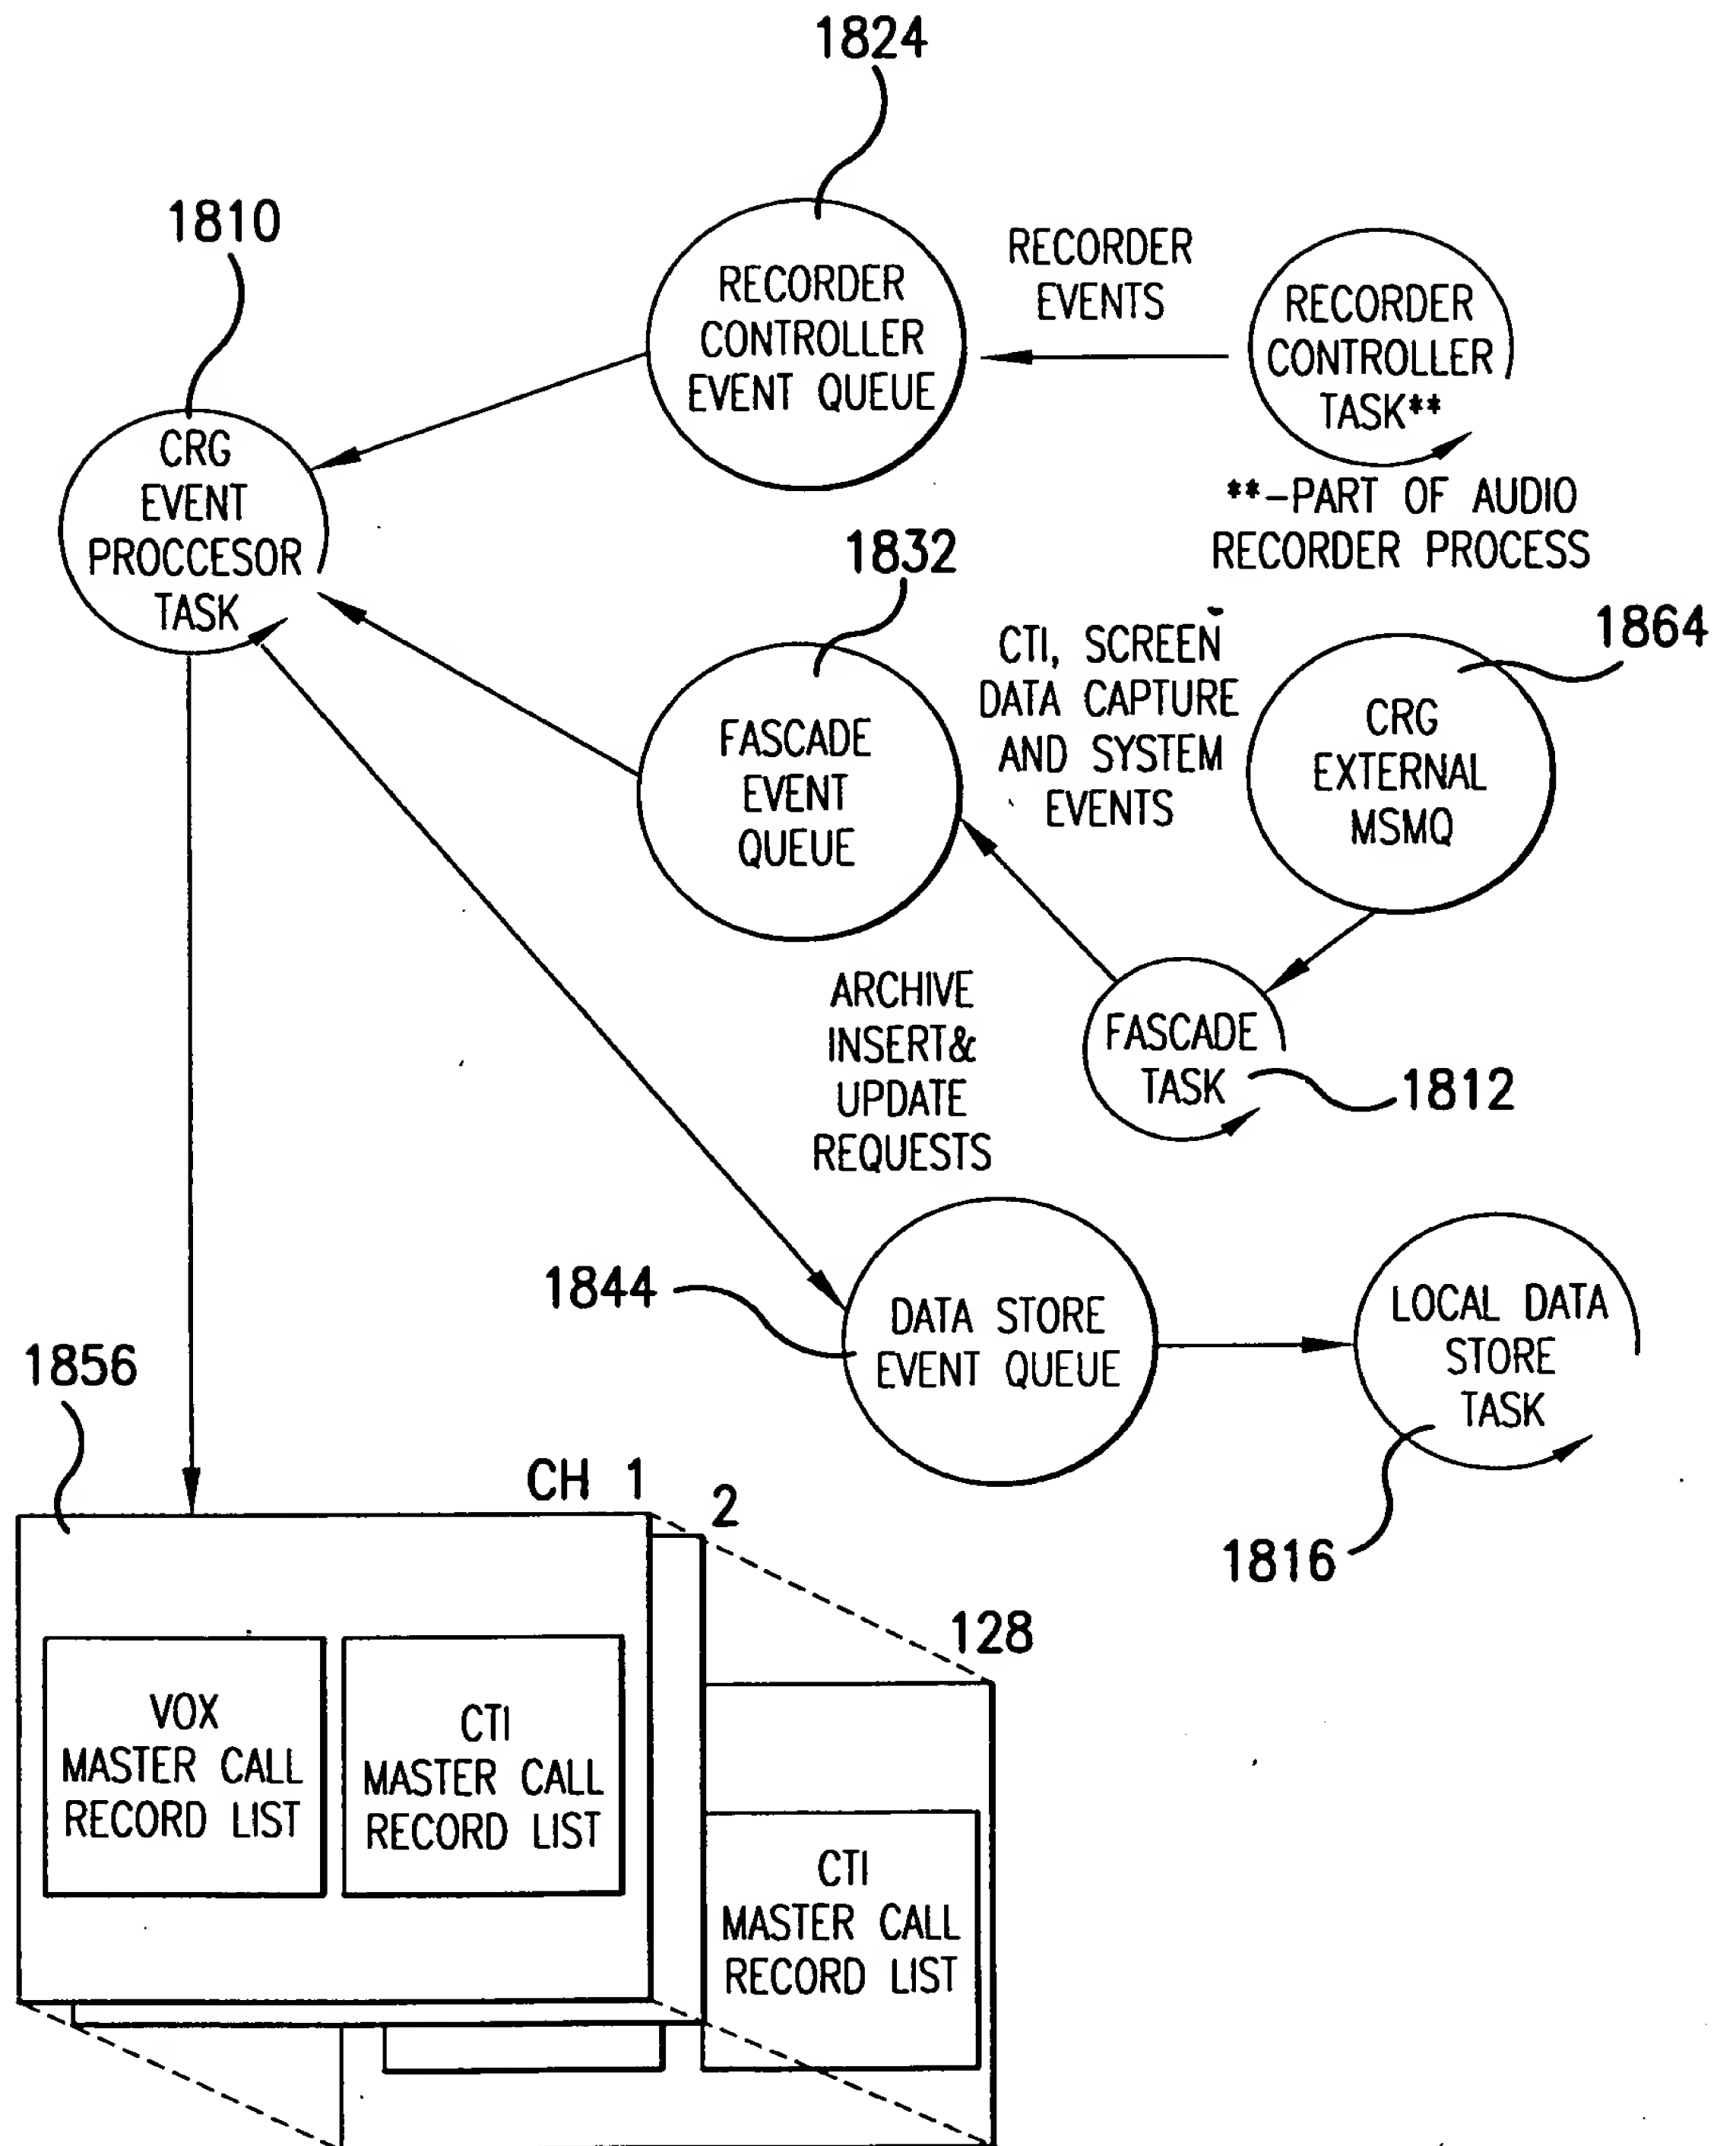 1824
1810
RECORDER
CONTROLLER
EVENT QUEUE
RECORDER
EVENTS
RECORDER
CONTROLLER
TASK**
**-PART OF AUDIO
RECORDER PROCESS
CRG
EVENT
PROCCESOR
TASK
1832
FASCADE
EVENT
QUEUE
CTI, SCREEN
DATA CAPTURE
AND SYSTEM
EVENTS
1864
CRG
EXTERNAL
MSMQ
FASCADE
TASK
1812
ARCHIVE
INSERT&
UPDATE
REQUESTS
1844
DATA STORE
EVENT QUEUE
LOCAL DATA
STORE
TASK
1816
1856
CH 1
2
128
VOX
MASTER CALL
RECORD LIST
CTI
MASTER CALL
RECORD LIST
CTI
MASTER CALL
RECORD LIST